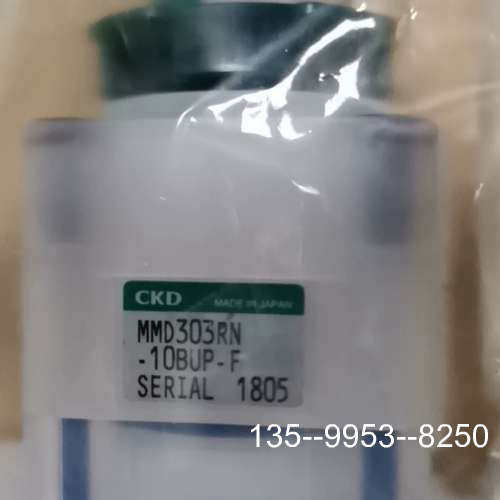 CKD MADE IN JAPAN
MMD303RN
-10BUP-F
SERIAL 1805
135--9953--8250